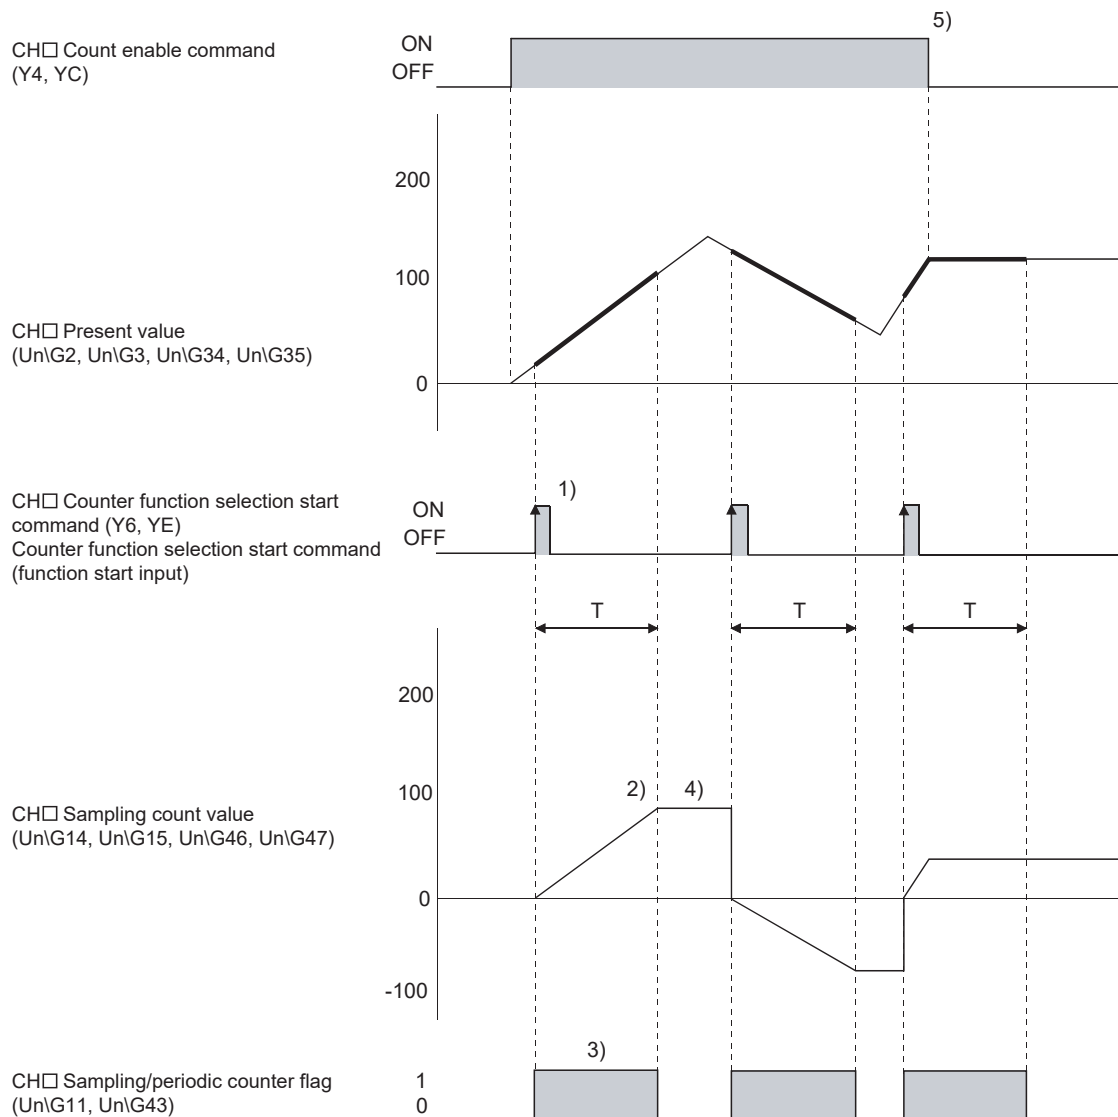 5)
CH□ Count enable command
(Y4, YC)
ON
OFF
200
100
0
CH□ Present value
(Un\G2, Un\G3, Un\G34, Un\G35)
CH□ Counter function selection start
command (Y6, YE)
Counter function selection start command
(function start input)
ON
OFF
1)
T T T
200
100
0
-100
2) 4)
CH□ Sampling count value
(Un\G14, Un\G15, Un\G46, Un\G47)
3)
CH□ Sampling/periodic counter flag
(Un\G11, Un\G43)
1
0